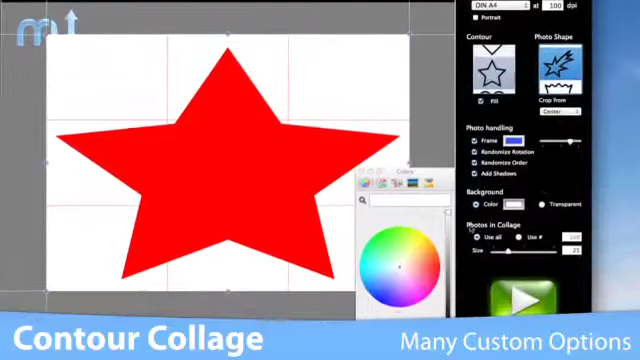 DIN A4 at 100 dpi
Portrait
Contour Photo Shape
Fill
Crop from
Center
Photo handling
Frame
Randomize Rotation
Randomize Order
Add Shadows
Background
Color Transparent
Photos in Collage
Use all Use # 100
Size 25
Colors
Contour Collage
Many Custom Options